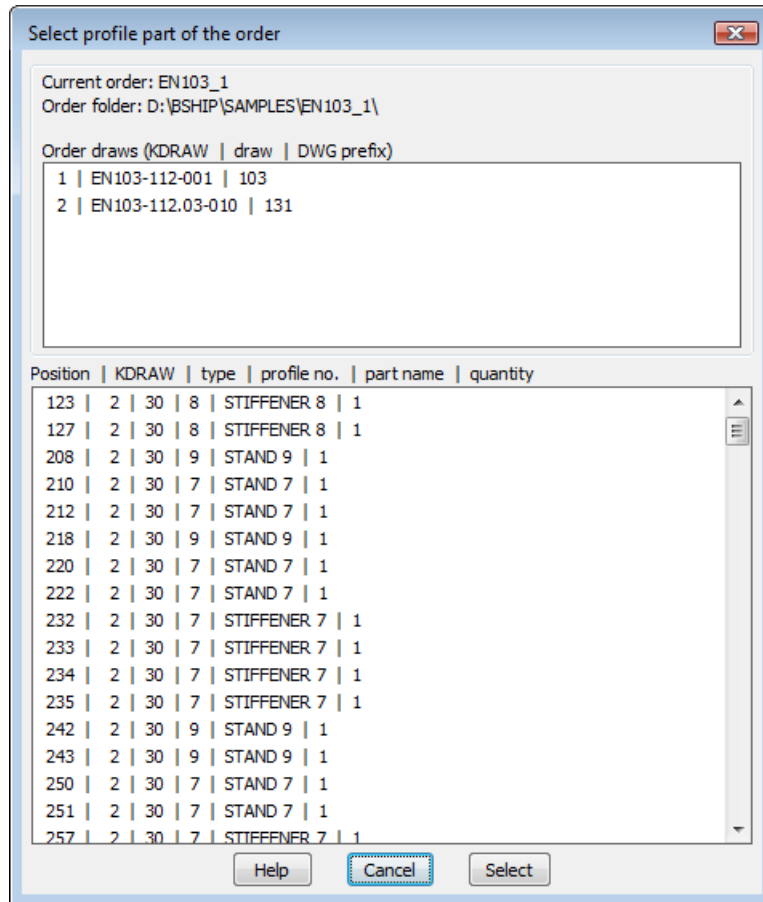 Select profile part of the order
Current order: EN103_1
Order folder: D:\BSHIP\SAMPLES\EN103_1\
Order draws (KDRAW | draw | DWG prefix)
1 | EN103-112-001 | 103
2 | EN103-112.03-010 | 131
Position | KDRAW | type | profile no. | part name | quantity
123 | 2 | 30 | 8 | STIFFENER 8 | 1
127 | 2 | 30 | 8 | STIFFENER 8 | 1
208 | 2 | 30 | 9 | STAND 9 | 1
210 | 2 | 30 | 7 | STAND 7 | 1
212 | 2 | 30 | 7 | STAND 7 | 1
218 | 2 | 30 | 9 | STAND 9 | 1
220 | 2 | 30 | 7 | STAND 7 | 1
222 | 2 | 30 | 7 | STAND 7 | 1
232 | 2 | 30 | 7 | STIFFENER 7 | 1
233 | 2 | 30 | 7 | STIFFENER 7 | 1
234 | 2 | 30 | 7 | STIFFENER 7 | 1
235 | 2 | 30 | 7 | STIFFENER 7 | 1
242 | 2 | 30 | 9 | STAND 9 | 1
243 | 2 | 30 | 9 | STAND 9 | 1
250 | 2 | 30 | 7 | STAND 7 | 1
251 | 2 | 30 | 7 | STAND 7 | 1
257 | 2 | 30 | 7 | STIFFENER 7 | 1
Help Cancel Select